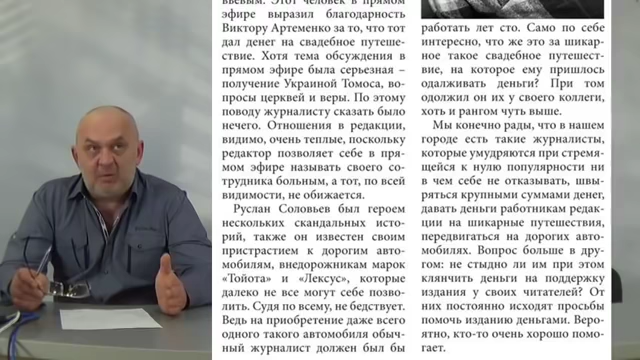 вьевым. Этот человек в прямом
эфире выразил благодарность
Виктору Артеменко за то, что тот
дал денег на свадебное путеше-
ствие. Хотя тема обсуждения в
прямом эфире была серьезная –
получение Украиной Томоса, во-
просы церквей и веры. По этому
поводу журналисту сказать было
нечего. Отношения в редакции,
видимо, очень теплые, поскольку
редактор позволяет себе в пря-
мом эфире называть своего со-
трудника больным, а тот, по всей
видимости, не обижается.
Руслан Соловьев был героем
нескольких скандальных исто-
рий, также он известен своим
пристрастием к дорогим авто-
мобилям, внедорожникам марок
«Тойота» и «Лексус», которые
далеко не все могут себе позво-
лить. Судя по всему, не бедствует.
Ведь на приобретение даже всего
одного такого автомобиля обыч-
ный журналист должен был бы
работать лет сто. Само по себе
интересно, что же это за шикар-
ное такое свадебное путешест-
вие, на которое ему пришлось
одалживать деньги? При том
одолжил он их у своего коллеги,
хоть и рангом чуть выше.
Мы конечно рады, что в нашем
городе есть такие журналисты,
которые умудряются при стремя-
щейся к нулю популярности ни
в чем себе не отказывать, швы-
ряться крупными суммами денег,
давать деньги работникам редак-
ции на шикарные путешествия,
передвигаться на дорогих авто-
мобилях. Вопрос больше в дру-
гом: не стыдно ли им при этом
клянчить деньги на поддержку
издания у своих читателей? От
них постоянно исходят просьбы
помочь изданию деньгами. Веро-
ятно, кто-то очень хорошо помо-
гает.